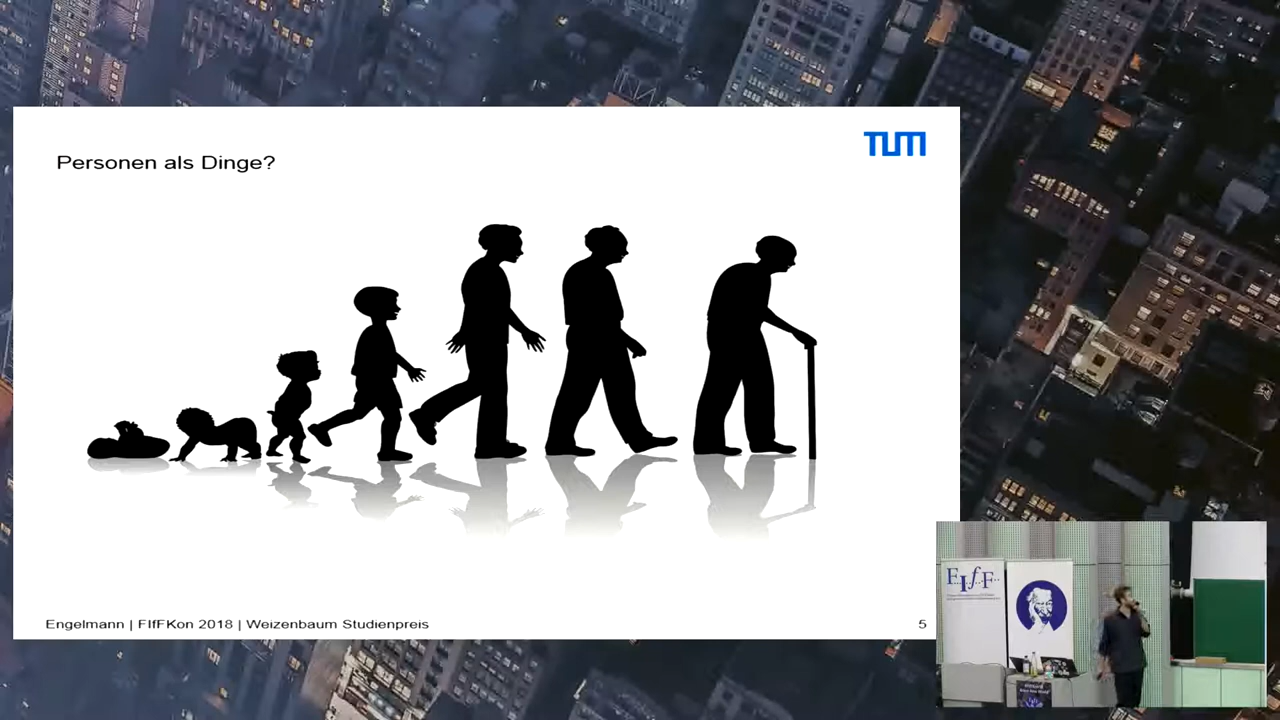 Personen als Dinge?
TUM
Engelmann | FIfFKon 2018 | Weizenbaum Studienpreis
5
F..I..f..F..